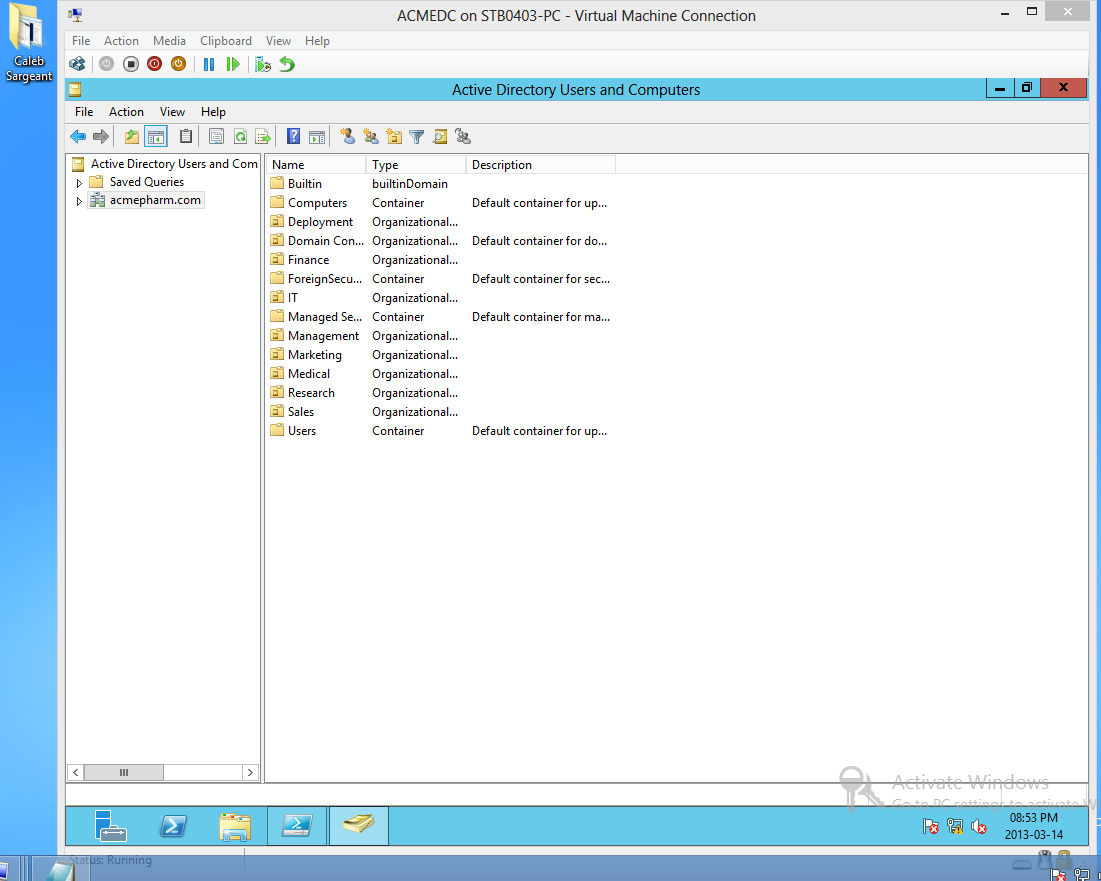 Caleb
Sargeant
ACMEDC on STB0403-PC - Virtual Machine Connection
File Action Media Clipboard View Help
Active Directory Users and Computers
File Action View Help
Active Directory Users and Com
Saved Queries
acmepharm.com
Name Type Description
Builtin builtinDomain
Computers Container Default container for up...
Deployment Organizational...
Domain Con... Organizational... Default container for do...
Finance Organizational...
ForeignSecu... Container Default container for sec...
IT Organizational...
Managed Se... Container Default container for ma...
Management Organizational...
Marketing Organizational...
Medical Organizational...
Research Organizational...
Sales Organizational...
Users Container Default container for up...
Activate Windows
Go to PC settings to activate W
08:53 PM
2013-03-14
Status: Running